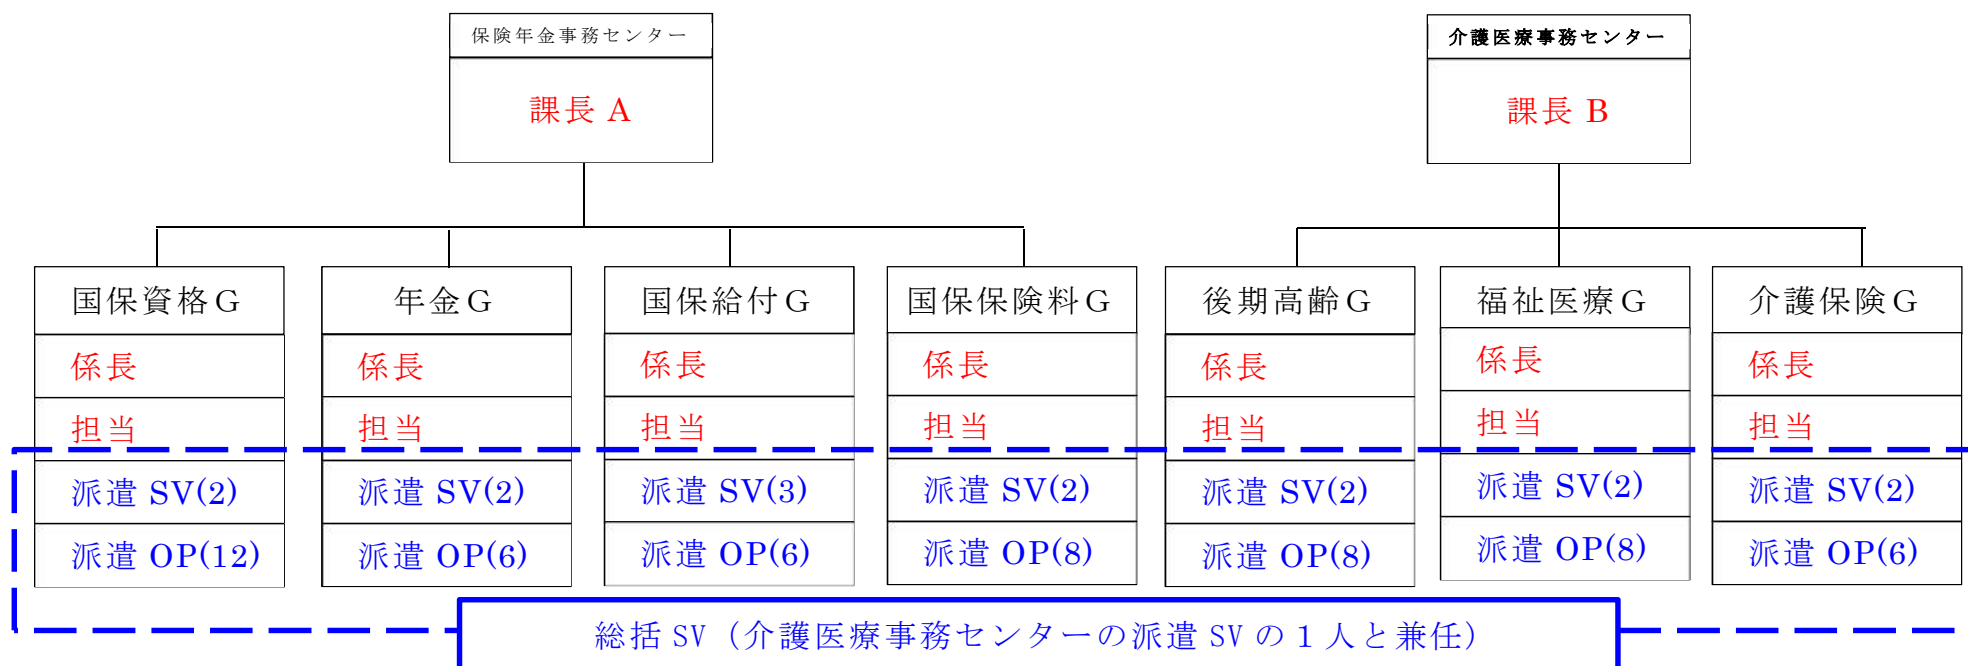 保険年金事務センター
課長 A
介護医療事務センター
課長 B
国保資格G
係長
担当
派遣 SV(2)
派遣 OP(12)
年金G
係長
担当
派遣 SV(2)
派遣 OP(6)
国保給付G
係長
担当
派遣 SV(3)
派遣 OP(6)
国保保険料G
係長
担当
派遣 SV(2)
派遣 OP(8)
後期高齢G
係長
担当
派遣 SV(2)
派遣 OP(8)
福祉医療G
係長
担当
派遣 SV(2)
派遣 OP(8)
介護保険G
係長
担当
派遣 SV(2)
派遣 OP(6)
総括 SV（介護医療事務センターの派遣 SV の１人と兼任）